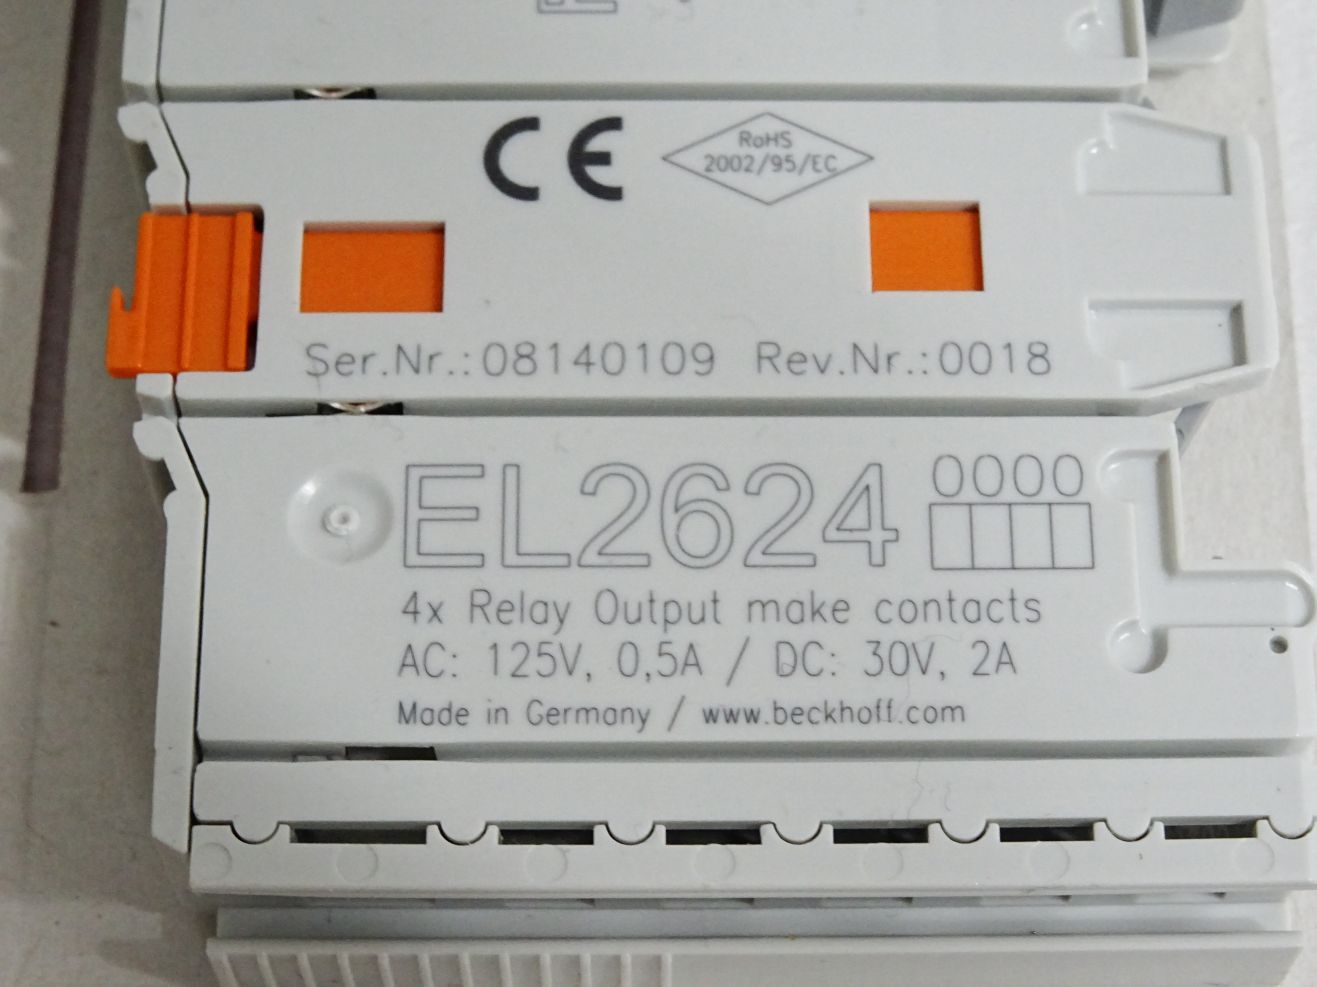 CE
RoHS
2002/95/EC
Ser.Nr.:08140109 Rev.Nr.:0018
EL2624
0000
4x Relay Output make contacts
AC: 125V, 0,5A / DC: 30V, 2A
Made in Germany / www.beckhoff.com